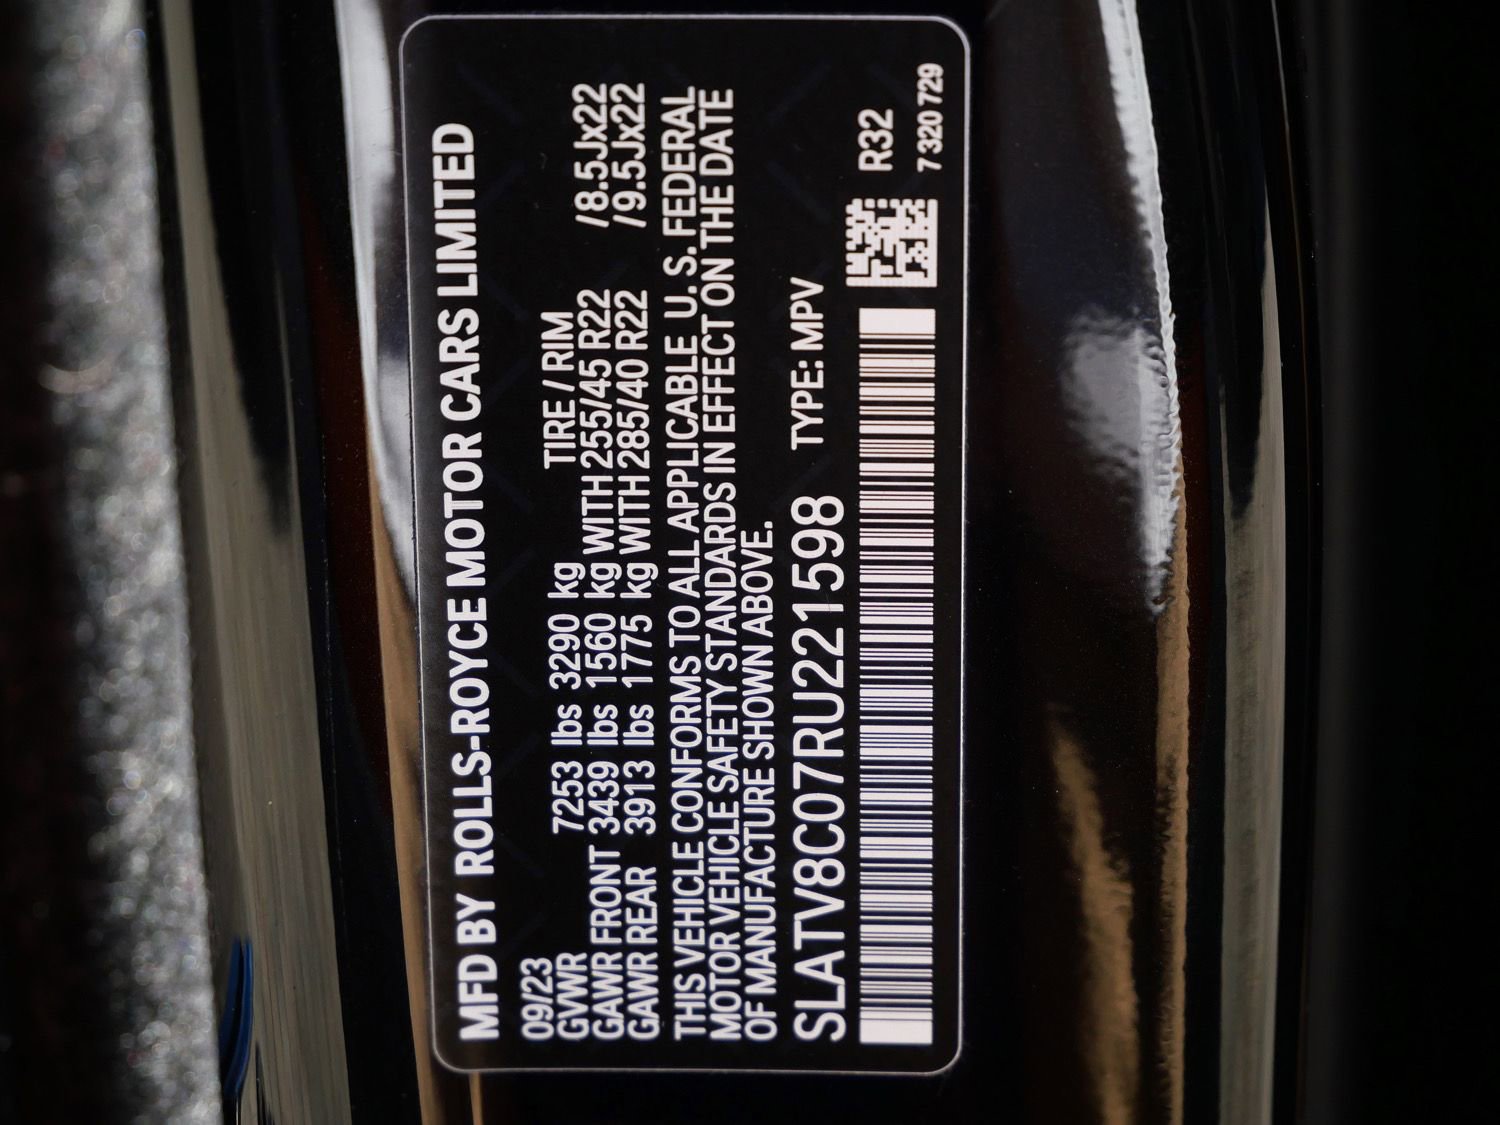 MFD BY ROLLS-ROYCE MOTOR CARS LIMITED
09/23
GVWR 7253 lbs 3290 kg TIRE / RIM
GAWR FRONT 3439 lbs 1560 kg WITH 255/45 R22 / 8.5Jx22
GAWR REAR 3913 lbs 1775 kg WITH 285/40 R22 / 9.5Jx22
THIS VEHICLE CONFORMS TO ALL APPLICABLE U. S. FEDERAL
MOTOR VEHICLE SAFETY STANDARDS IN EFFECT ON THE DATE
OF MANUFACTURE SHOWN ABOVE.
SLATV8C07RU221598 TYPE: MPV
R32
7 320 729